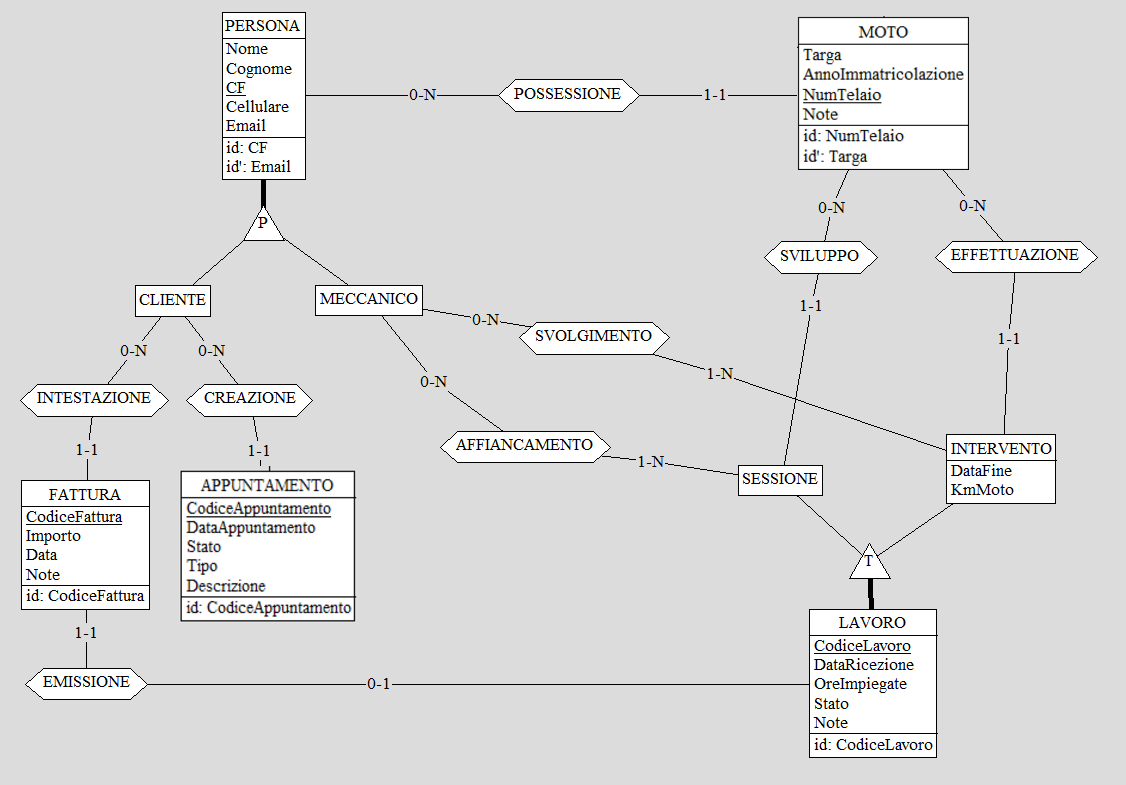 PERSONA
Nome
Cognome
CF
Cellulare
Email
id: CF
id': Email
0-N
POSSESSIONE
1-1
MOTO
Targa
AnnoImmatricolazione
NumTelaio
Note
id: NumTelaio
id': Targa
P
0-N
0-N
SVILUPPO
EFFETTUAZIONE
1-1
1-1
CLIENTE
MECCANICO
0-N
SVOLGIMENTO
1-N
0-N
0-N
0-N
INTESTAZIONE
CREAZIONE
AFFIANCAMENTO
1-N
1-1
1-1
SESSIONE
INTERVENTO
DataFine
KmMoto
FATTURA
CodiceFattura
Importo
Data
Note
id: CodiceFattura
APPUNTAMENTO
CodiceAppuntamento
DataAppuntamento
Stato
Tipo
Descrizione
id: CodiceAppuntamento
T
1-1
EMISSIONE
0-1
LAVORO
CodiceLavoro
DataRicezione
OreImpiegate
Stato
Note
id: CodiceLavoro